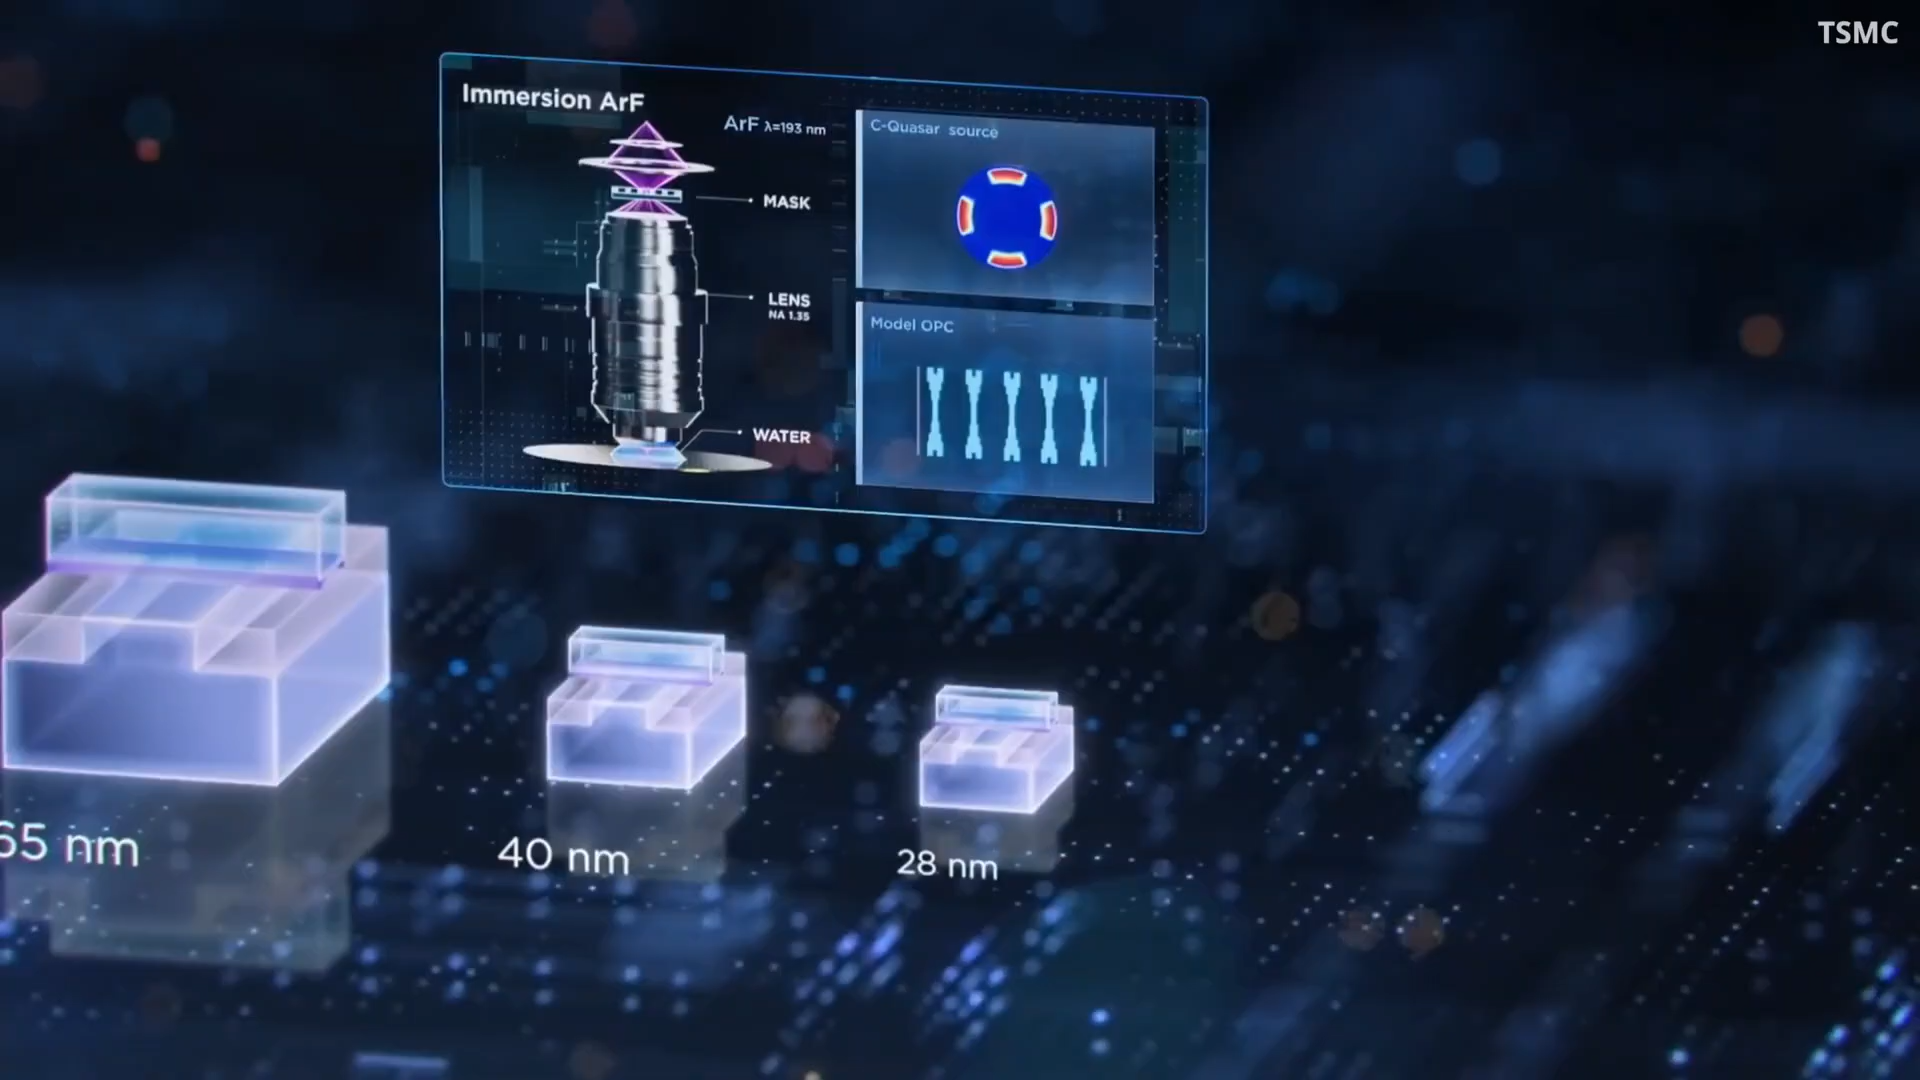 TSMC
Immersion ArF
ArF λ=193 nm
MASK
LENS
NA 1.35
WATER
C-Quasar source
Model OPC
65 nm
40 nm
28 nm